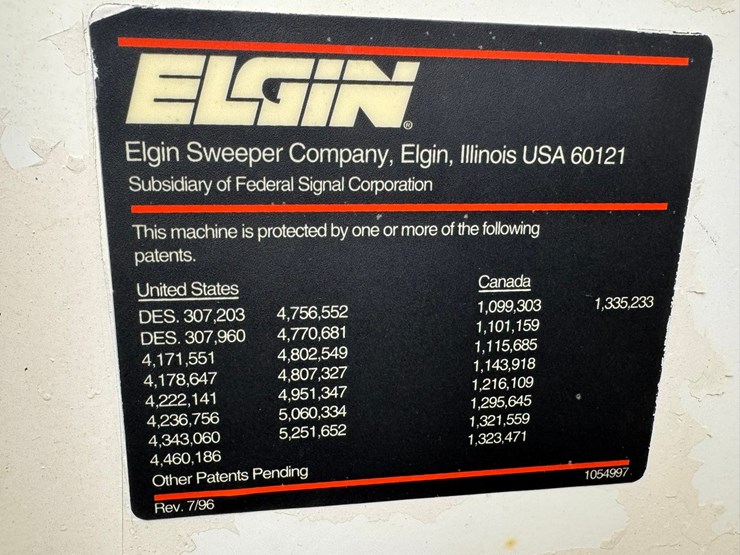 ELGIN®
Elgin Sweeper Company, Elgin, Illinois USA 60121
Subsidiary of Federal Signal Corporation
This machine is protected by one or more of the following
patents.
United States
DES. 307,203
DES. 307,960
4,171,551
4,178,647
4,222,141
4,236,756
4,343,060
4,460,186
4,756,552
4,770,681
4,802,549
4,807,327
4,951,347
5,060,334
5,251,652
Canada
1,099,303
1,101,159
1,115,685
1,143,918
1,216,109
1,295,645
1,321,559
1,323,471
1,335,233
Other Patents Pending
Rev. 7/96
1054997